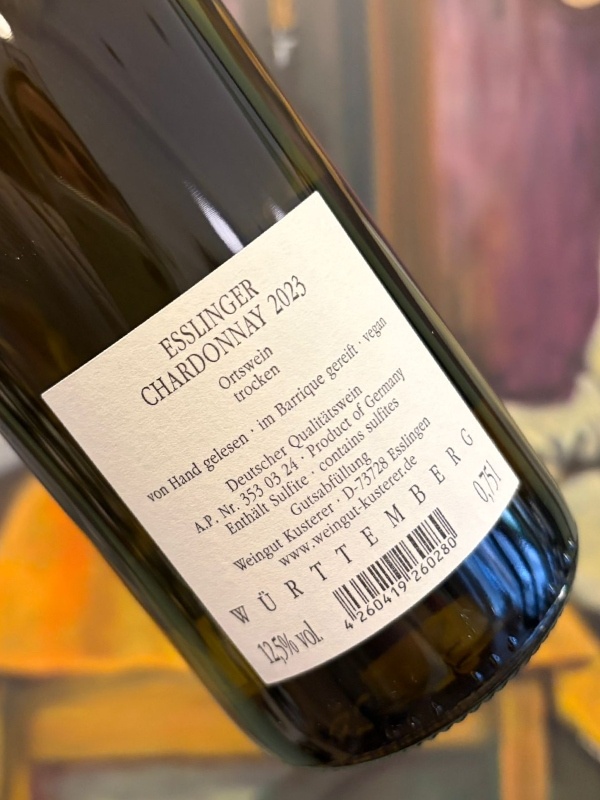 ESSLINGER
CHARDONNAY 2023
Ortswein
trocken
von Hand gelesen · im Barrique gereift · vegan
Deutscher Qualitätswein
A.P. Nr. 353 03 24 · Product of Germany
Enthält Sulfite · contains sulfites
Gutsabfüllung
Weingut Kusterer · D-73728 Esslingen
www.weingut-kusterer.de
WÜRTTEMBERG
12,5% vol.
4 260419 260280
0,75 l